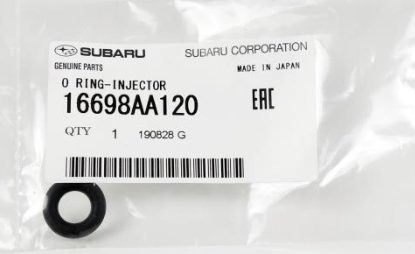 SUBARU SUBARU CORPORATION
GENUINE PARTS MADE IN JAPAN
O RING-INJECTOR
16698AA120 EAC
QTY 1 190828 G